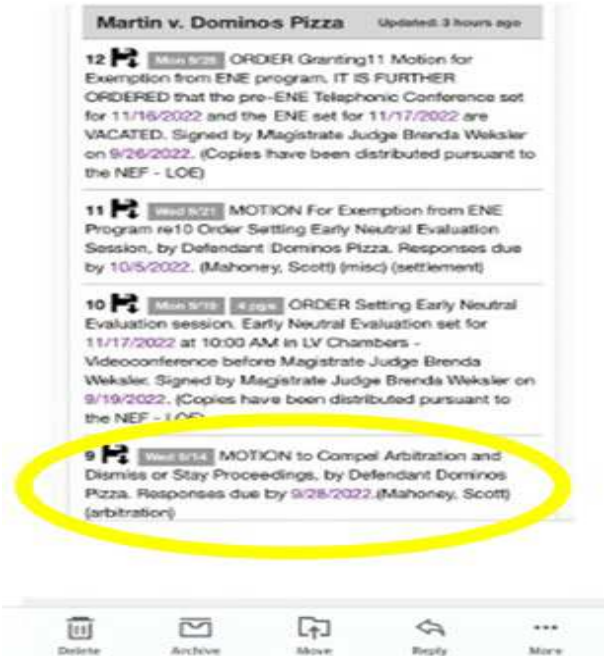 Martin v. Dominos Pizza Updated: 3 hours ago
12 Mon 9/26 ORDER Granting11 Motion for
Exemption from ENE program. IT IS FURTHER
ORDERED that the pre-ENE Telephonic Conference set
for 11/16/2022 and the ENE set for 11/17/2022 are
VACATED. Signed by Magistrate Judge Brenda Weksler
on 9/26/2022. (Copies have been distributed pursuant to
the NEF - LOE)
11 Wed 9/21 MOTION For Exemption from ENE
Program re10 Order Setting Early Neutral Evaluation
Session, by Defendant Dominos Pizza. Responses due
by 10/5/2022. (Mahoney, Scott) (misc) (settlement)
10 Mon 9/19 4 pgs ORDER Setting Early Neutral
Evaluation session. Early Neutral Evaluation set for
11/17/2022 at 10:00 AM in LV Chambers -
Videoconference before Magistrate Judge Brenda
Weksler. Signed by Magistrate Judge Brenda Weksler on
9/19/2022. (Copies have been distributed pursuant to
the NEF - LOE)
9 Wed 9/14 MOTION to Compel Arbitration and
Dismiss or Stay Proceedings, by Defendant Dominos
Pizza. Responses due by 9/28/2022.(Mahoney, Scott)
(arbitration)
Delete Archive Move Reply More